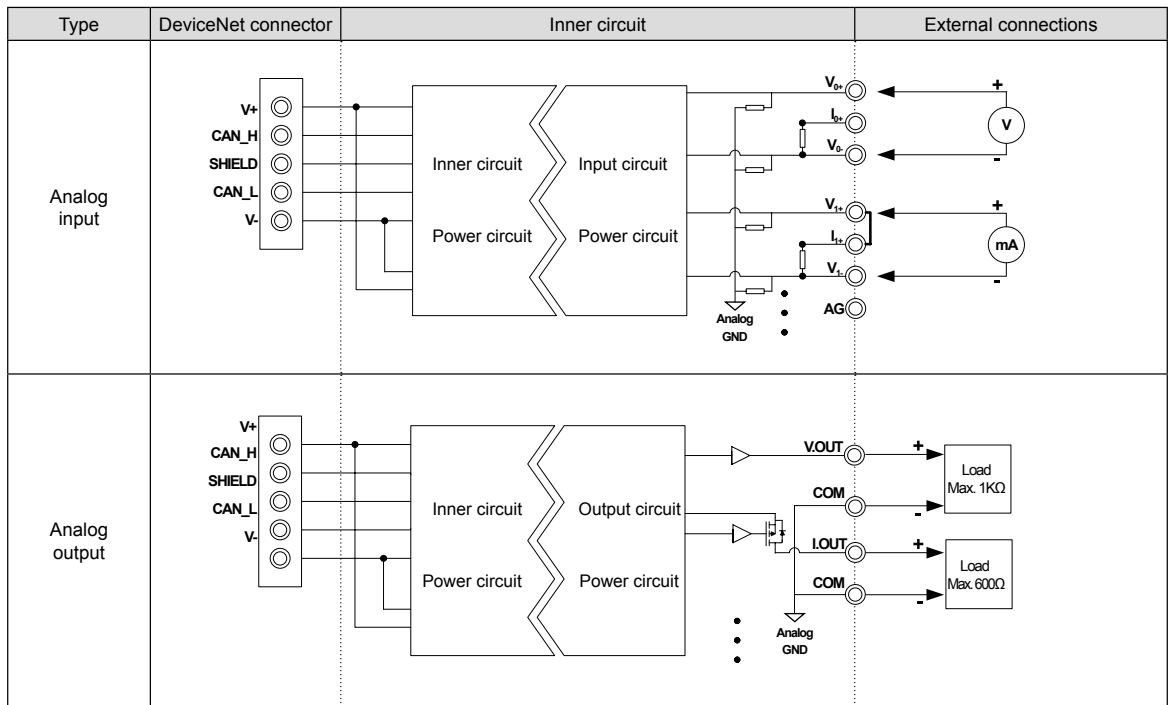 Type
DeviceNet connector
Inner circuit
External connections
Analog
input
V+
CAN_H
SHIELD
CAN_L
V-
Inner circuit
Power circuit
Input circuit
Power circuit
V0+
I0+
V0-
V1+
I1+
V1-
AG
Analog
GND
+
V
-
+
mA
-
Analog
output
V+
CAN_H
SHIELD
CAN_L
V-
Inner circuit
Power circuit
Output circuit
Power circuit
V.OUT
COM
I.OUT
COM
Analog
GND
+
-
Load
Max. 1KΩ
+
-
Load
Max. 600Ω